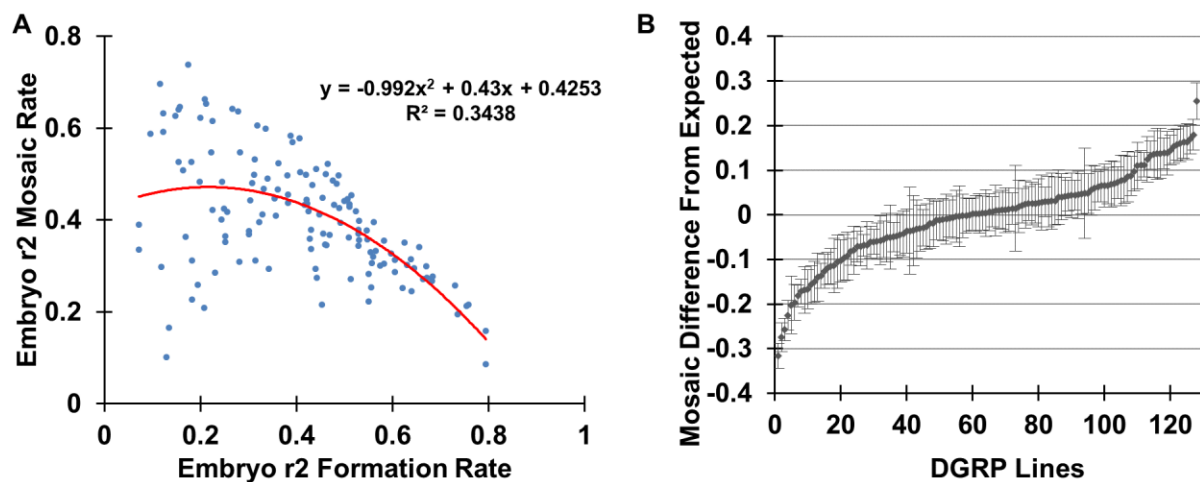 A
Embryo r2 Mosaic Rate
0.8
0.6
0.4
0.2
0
y = -0.992x² + 0.43x + 0.4253
R² = 0.3438
0 0.2 0.4 0.6 0.8 1
Embryo r2 Formation Rate
B
Mosaic Difference From Expected
0.4
0.3
0.2
0.1
0
-0.1
-0.2
-0.3
-0.4
0 20 40 60 80 100 120
DGRP Lines